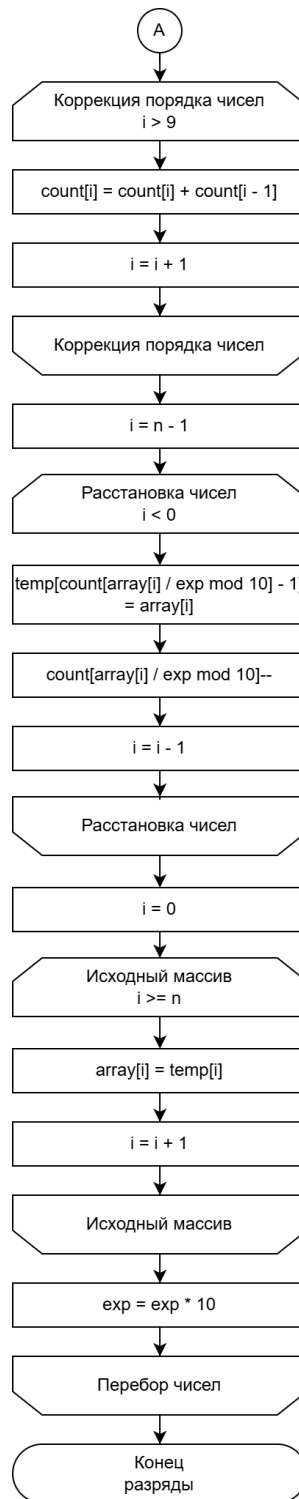 A
Коррекция порядка чисел
i > 9
count[i] = count[i] + count[i - 1]
i = i + 1
Коррекция порядка чисел
i = n - 1
Расстановка чисел
i < 0
temp[count[array[i] / exp mod 10] - 1]
= array[i]
count[array[i] / exp mod 10]--
i = i - 1
Расстановка чисел
i = 0
Исходный массив
i >= n
array[i] = temp[i]
i = i + 1
Исходный массив
exp = exp * 10
Перебор чисел
Конец
разряды